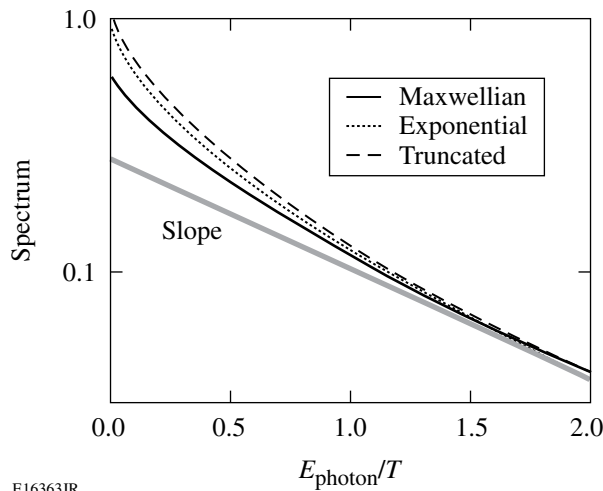 1.0
Maxwellian
Exponential
Truncated
Spectrum
Slope
0.1
0.0 0.5 1.0 1.5 2.0
E_photon/T
E16363JR